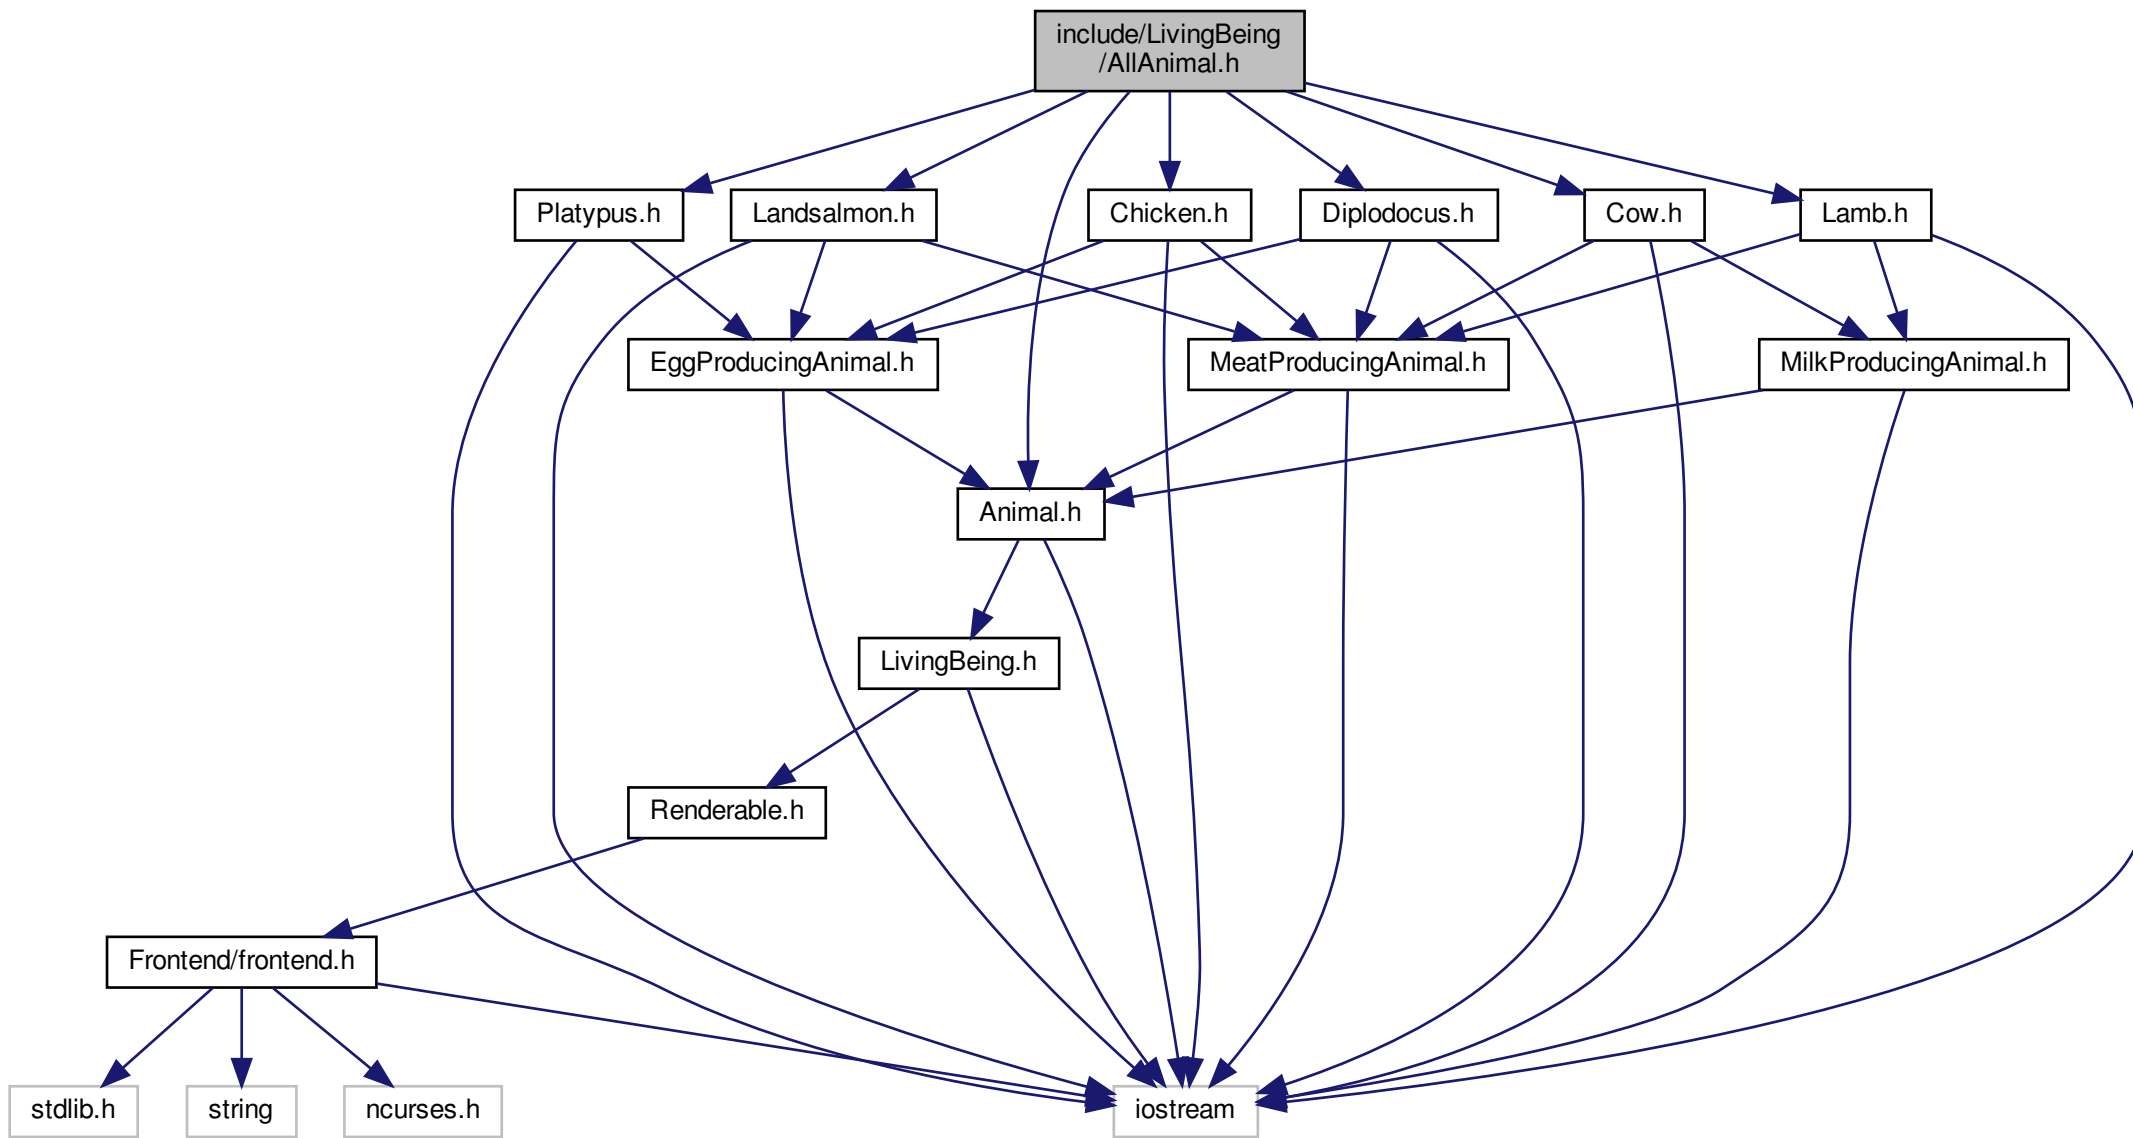 include/LivingBeing
/AllAnimal.h
Platypus.h
Landsalmon.h
Chicken.h
Diplodocus.h
Cow.h
Lamb.h
EggProducingAnimal.h
MeatProducingAnimal.h
MilkProducingAnimal.h
Animal.h
LivingBeing.h
Renderable.h
Frontend/frontend.h
stdlib.h
string
ncurses.h
iostream